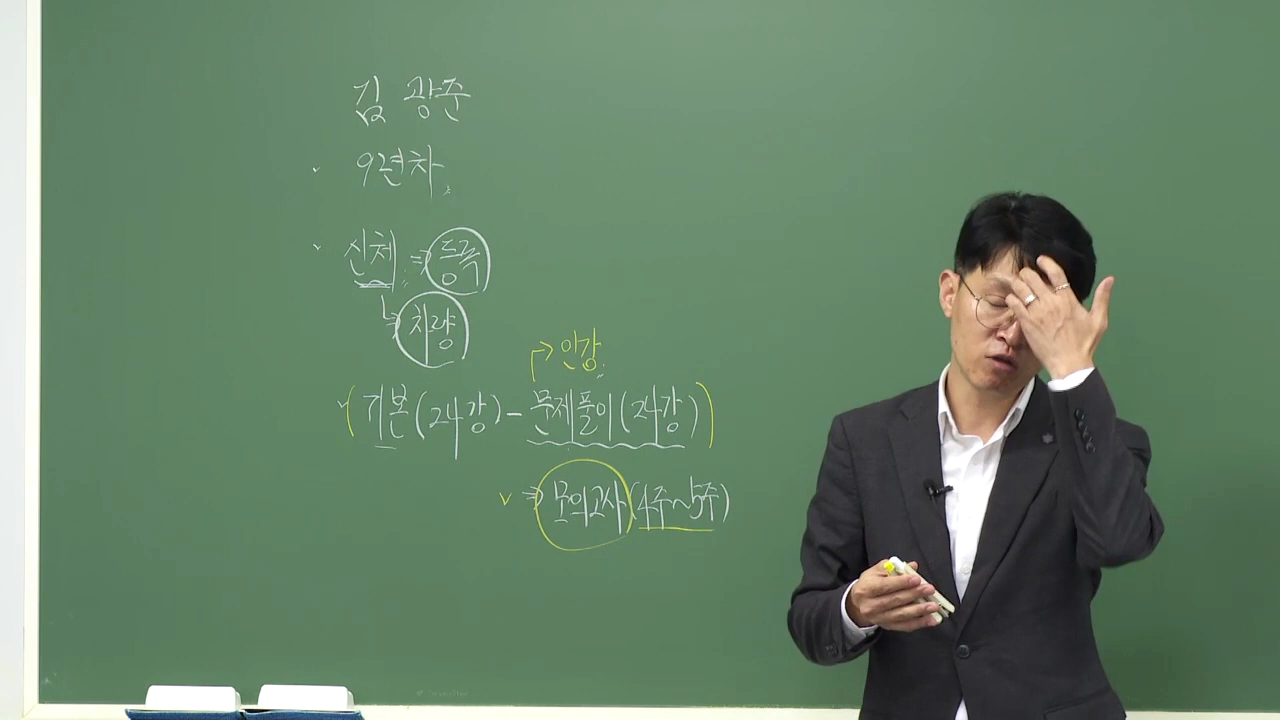 김 광준
9년차
신체 ⇒ 등록
차량
→ 인강
기본 (24강) - 문제풀이 (24강)
⇒ 모의고사 (4주~5주)